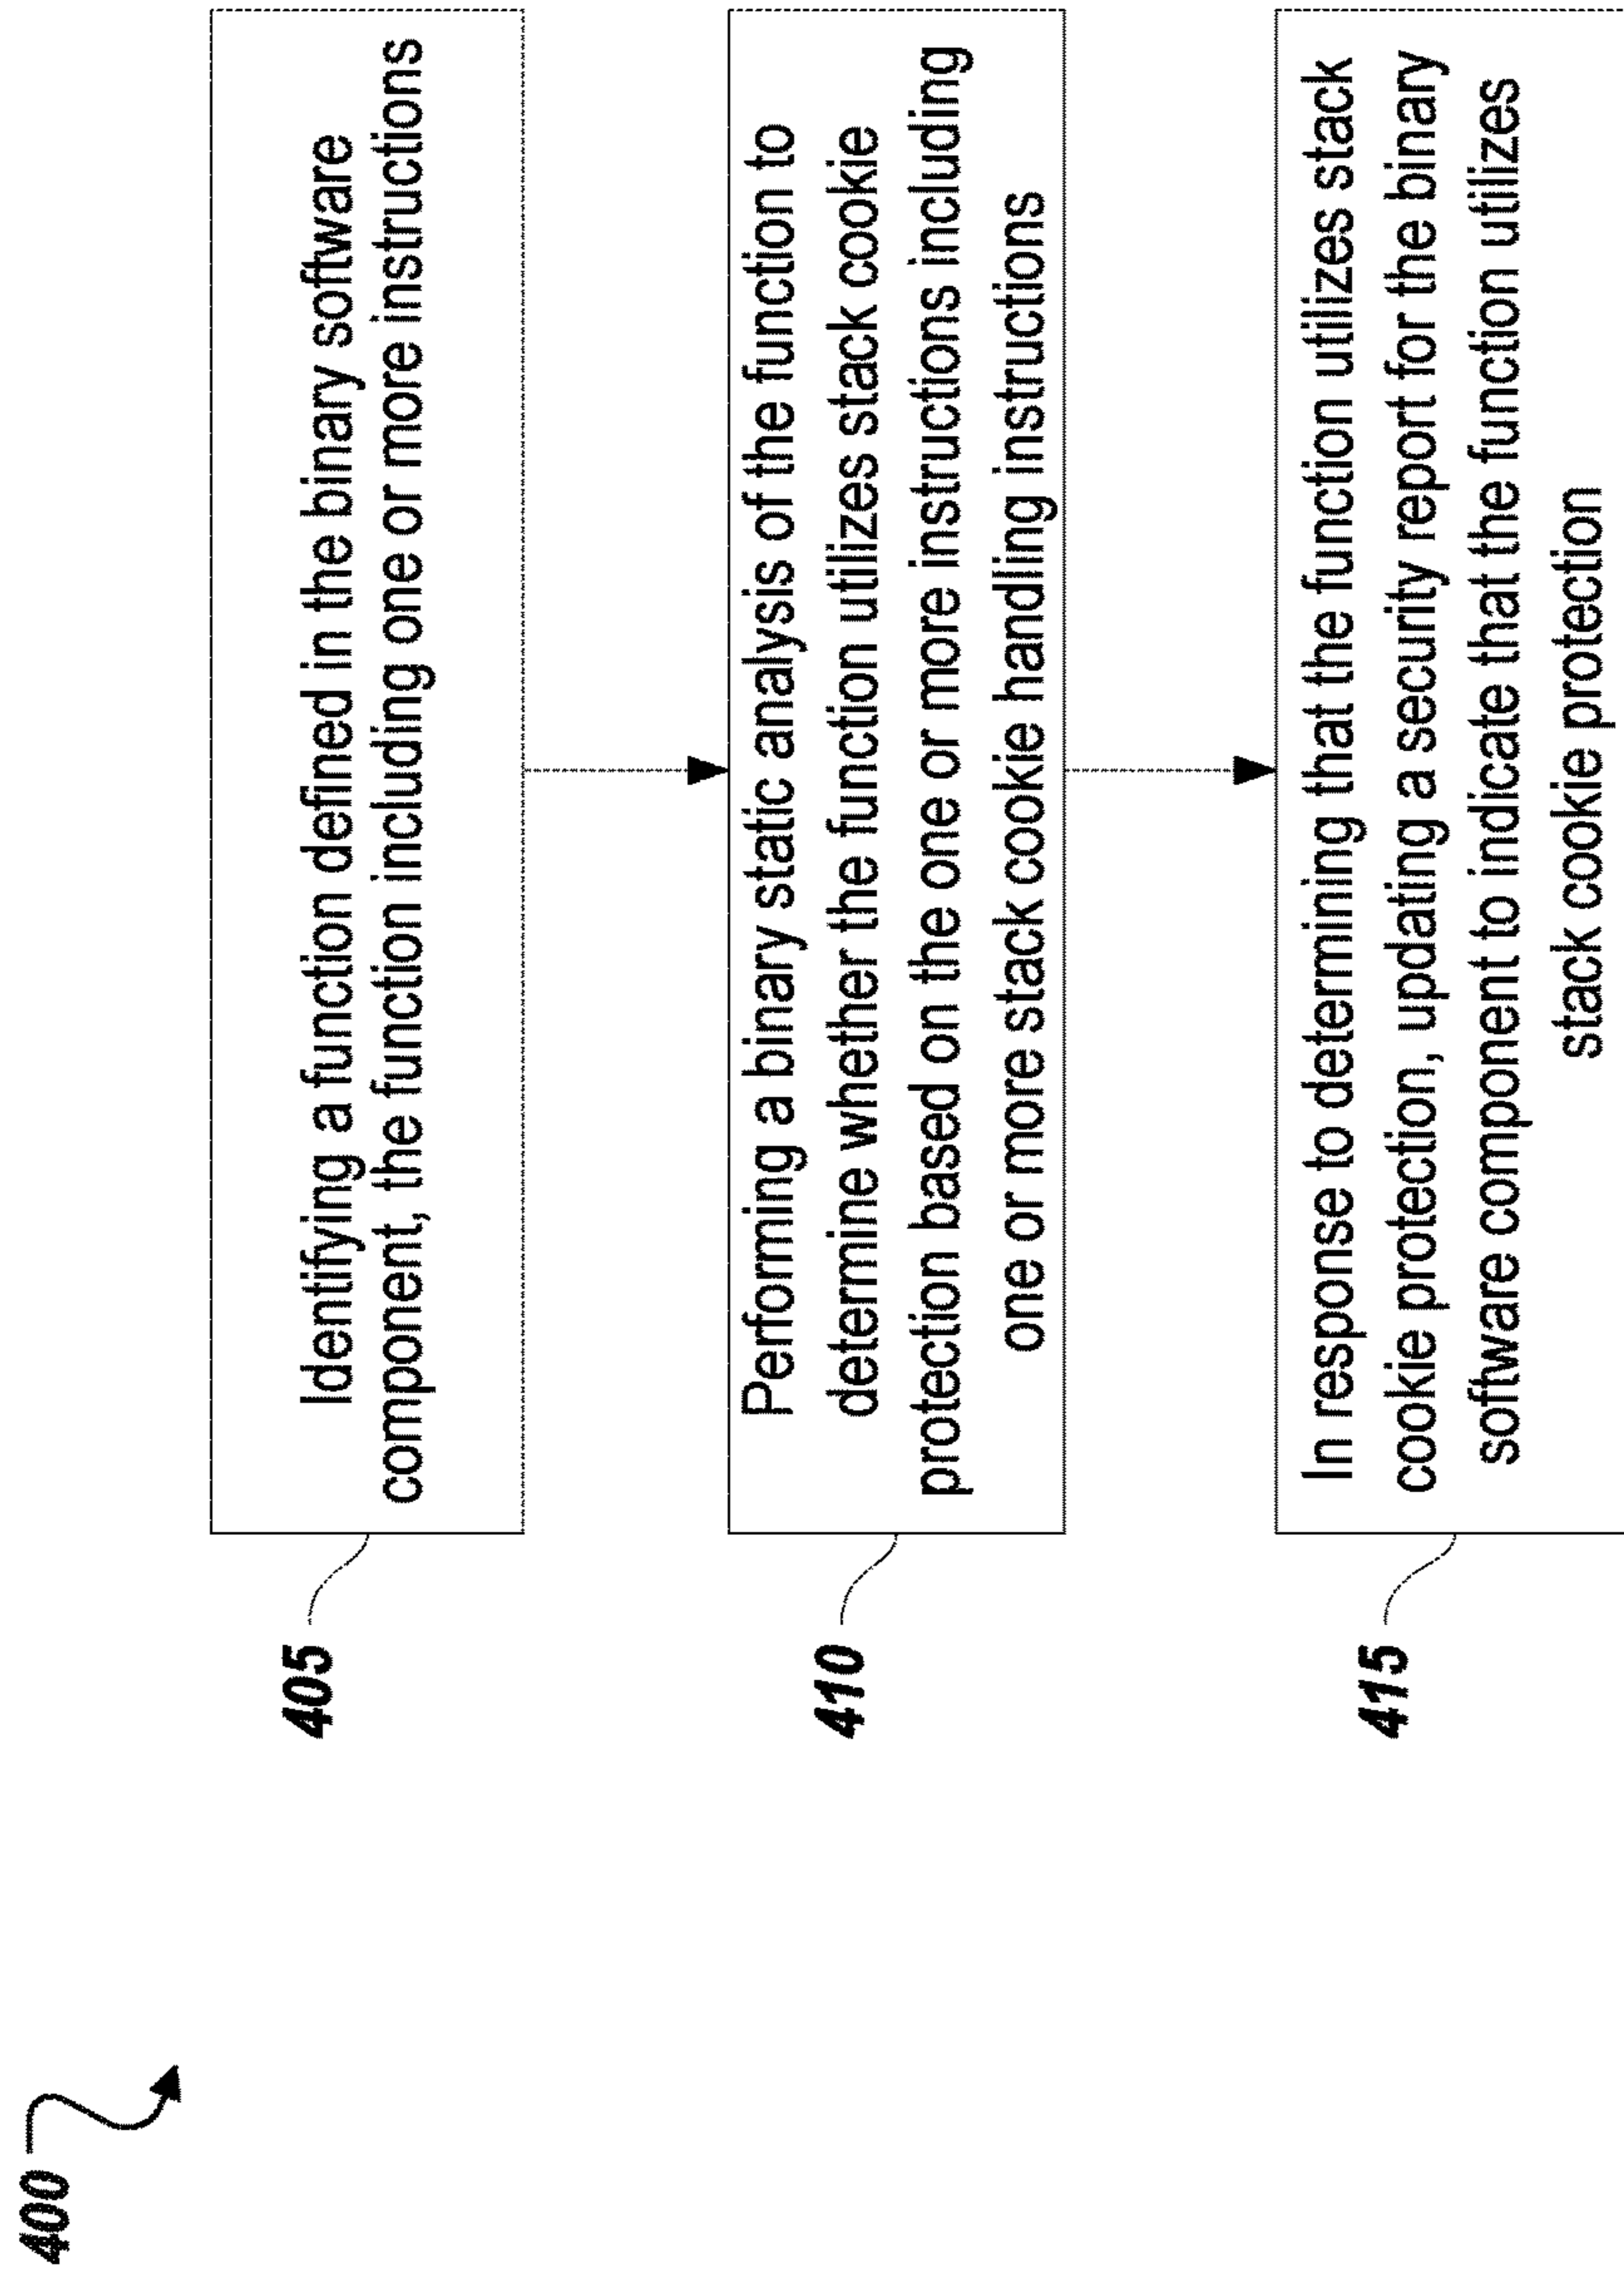 400
405
Identifying a function defined in the binary software
component, the function including one or more instructions
410
Performing a binary static analysis of the function to
determine whether the function utilizes stack cookie
protection based on the one or more instructions including
one or more stack cookie handling instructions
415
In response to determining that the function utilizes stack
cookie protection, updating a security report for the binary
software component to indicate that the function utilizes
stack cookie protection